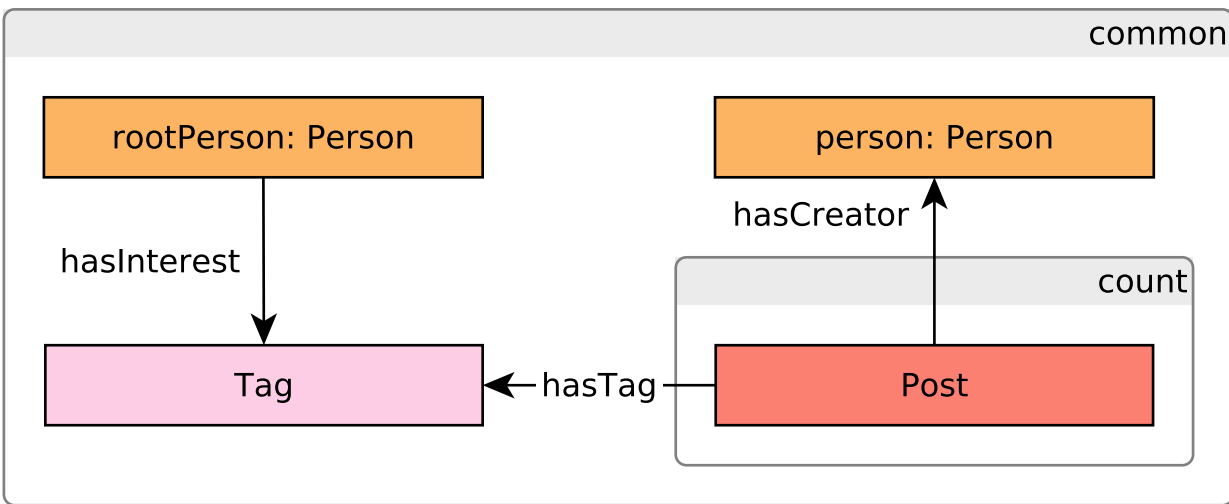 common
rootPerson: Person
person: Person
hasCreator
hasInterest
count
Tag
hasTag
Post